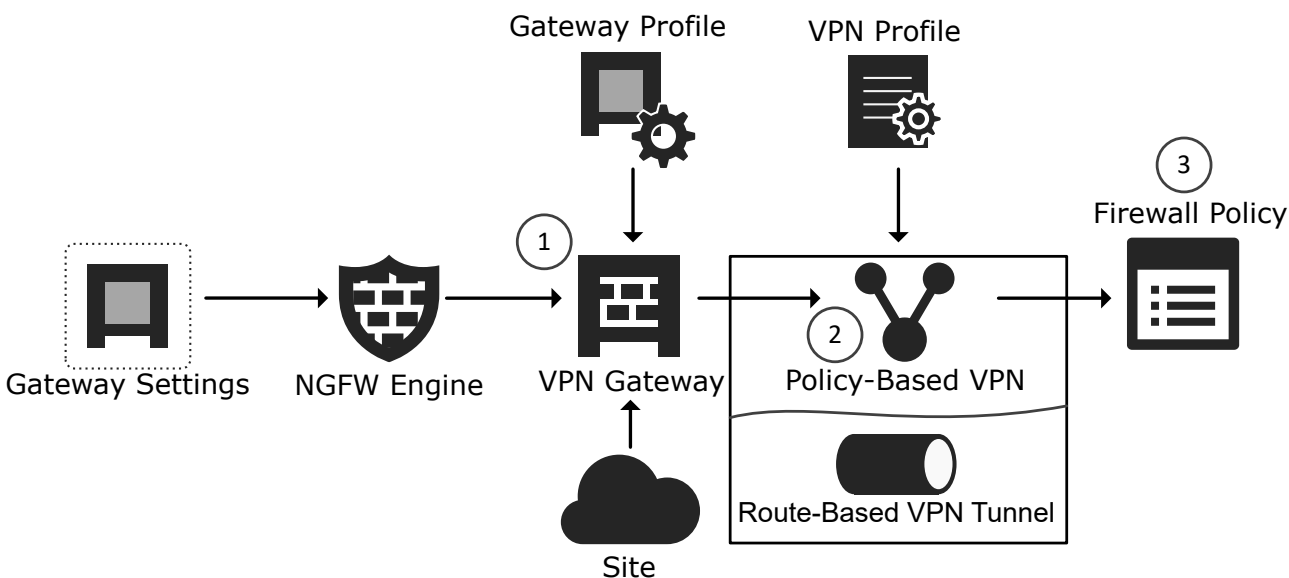 Gateway Profile
VPN Profile
3
Firewall Policy
1
2
Gateway Settings
NGFW Engine
VPN Gateway
Policy-Based VPN
Route-Based VPN Tunnel
Site